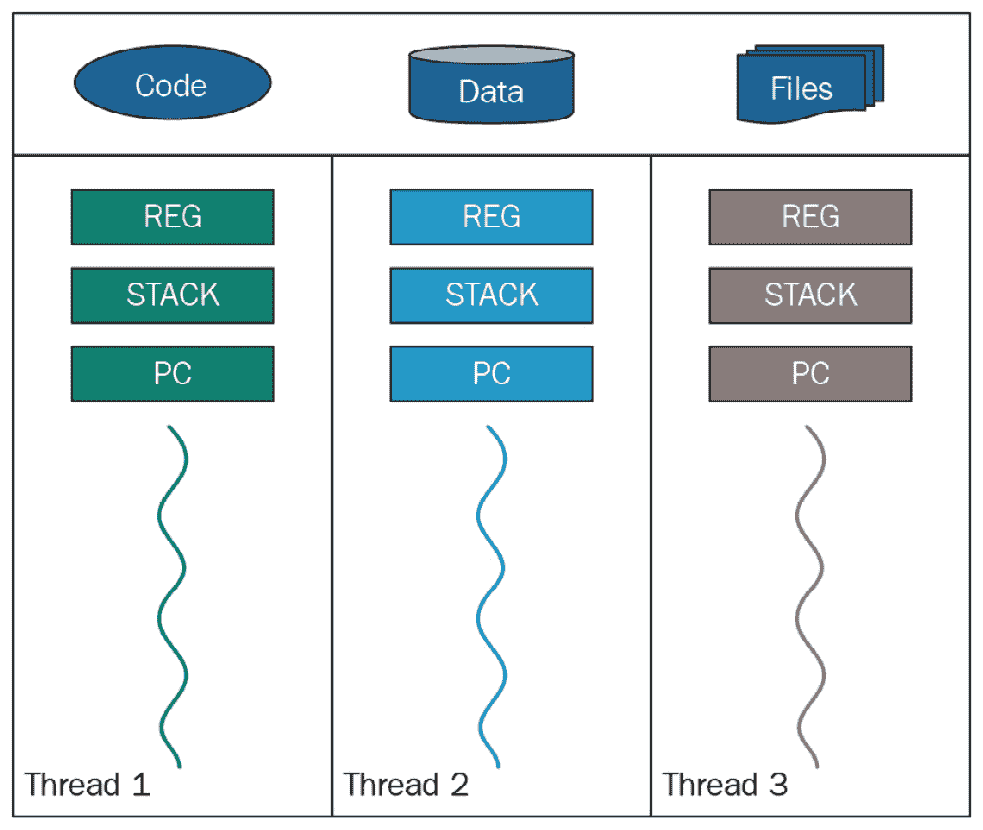 Code Data Files
REG REG REG
STACK STACK STACK
PC PC PC
Thread 1 Thread 2 Thread 3